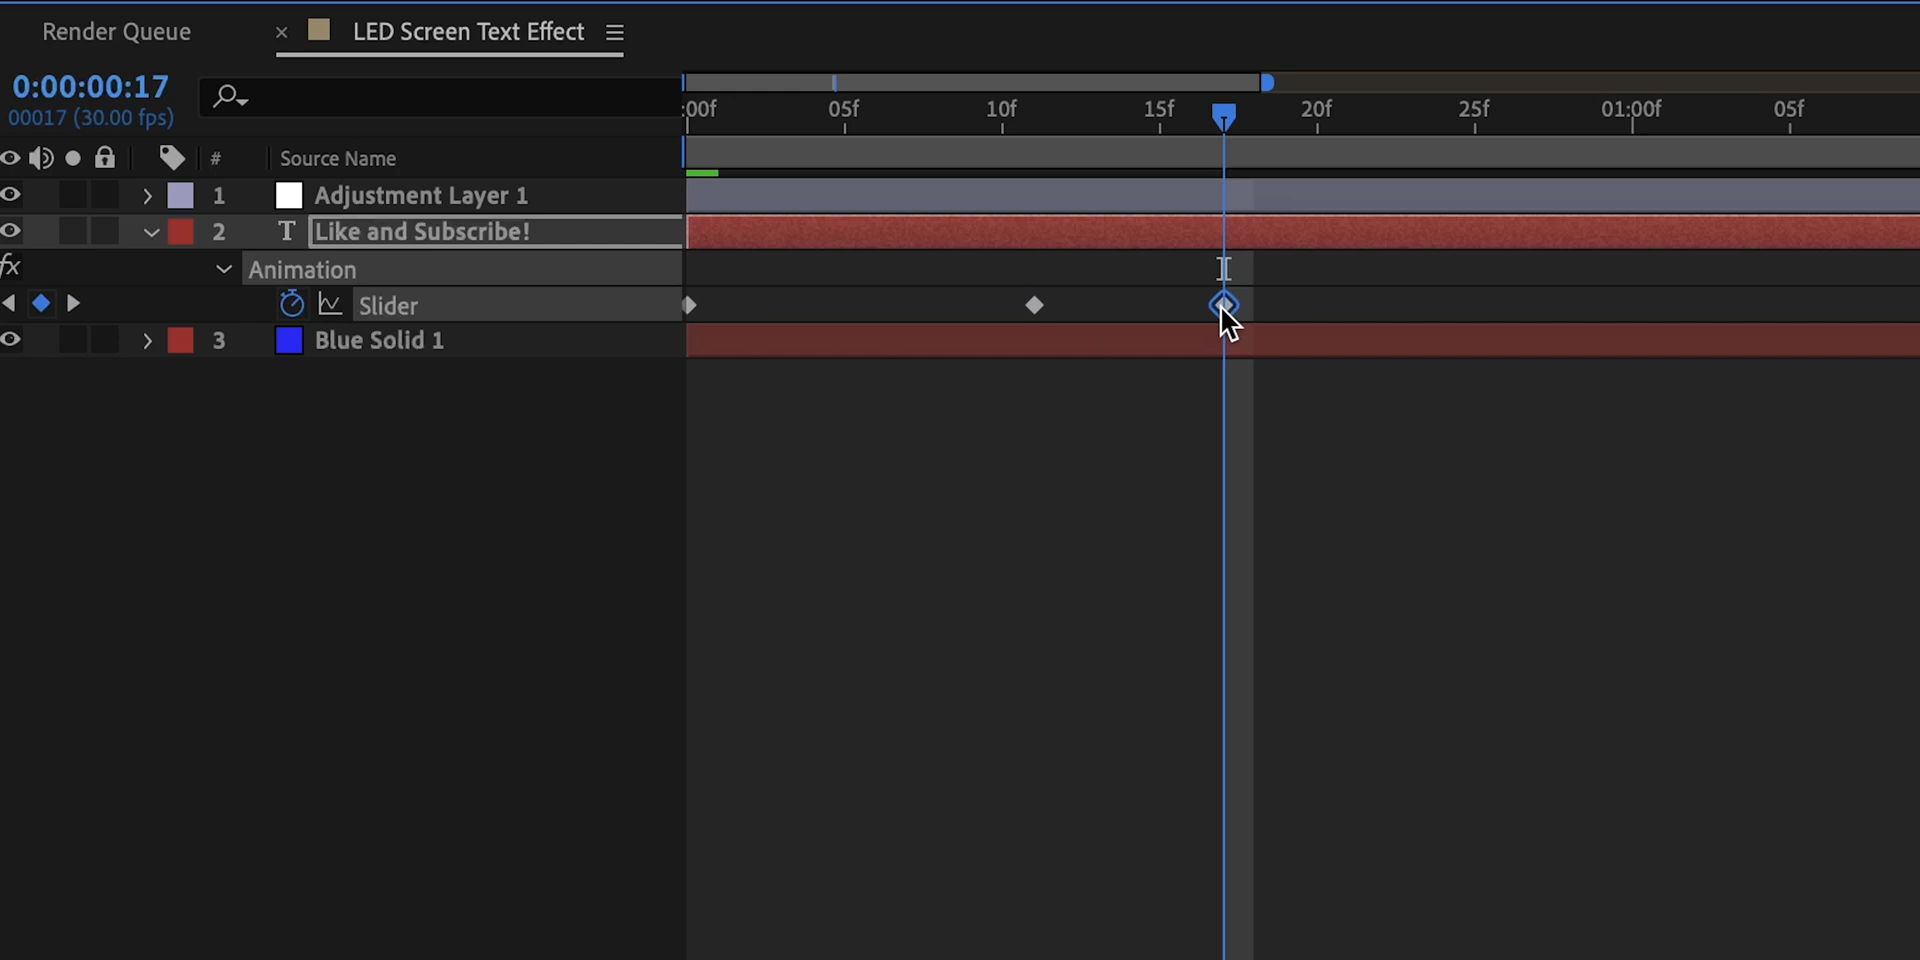 Render Queue × LED Screen Text Effect
0:00:00:17
00017 (30.00 fps)
:00f 05f 10f 15f 20f 25f 01:00f 05f
# Source Name
1 Adjustment Layer 1
2 T Like and Subscribe!
fx Animation
Slider
3 Blue Solid 1